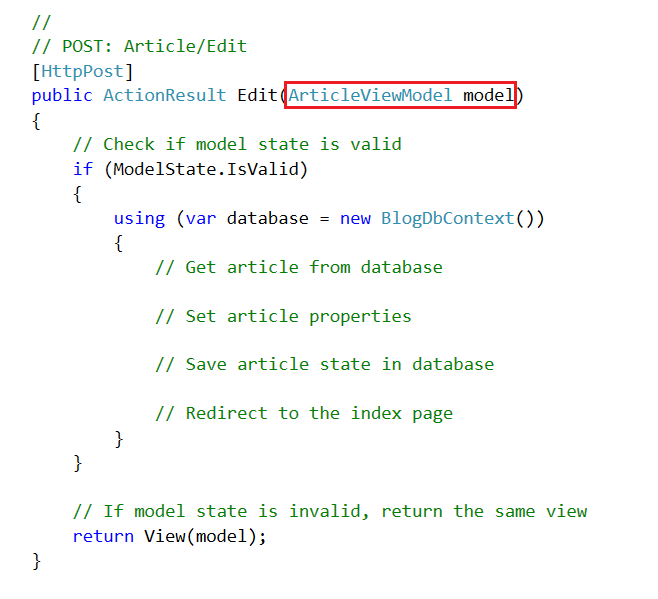 //
// POST: Article/Edit
[HttpPost]
public ActionResult Edit(ArticleViewModel model)
{
    // Check if model state is valid
    if (ModelState.IsValid)
    {
        using (var database = new BlogDbContext())
        {
            // Get article from database

            // Set article properties

            // Save article state in database

            // Redirect to the index page
        }
    }

    // If model state is invalid, return the same view
    return View(model);
}